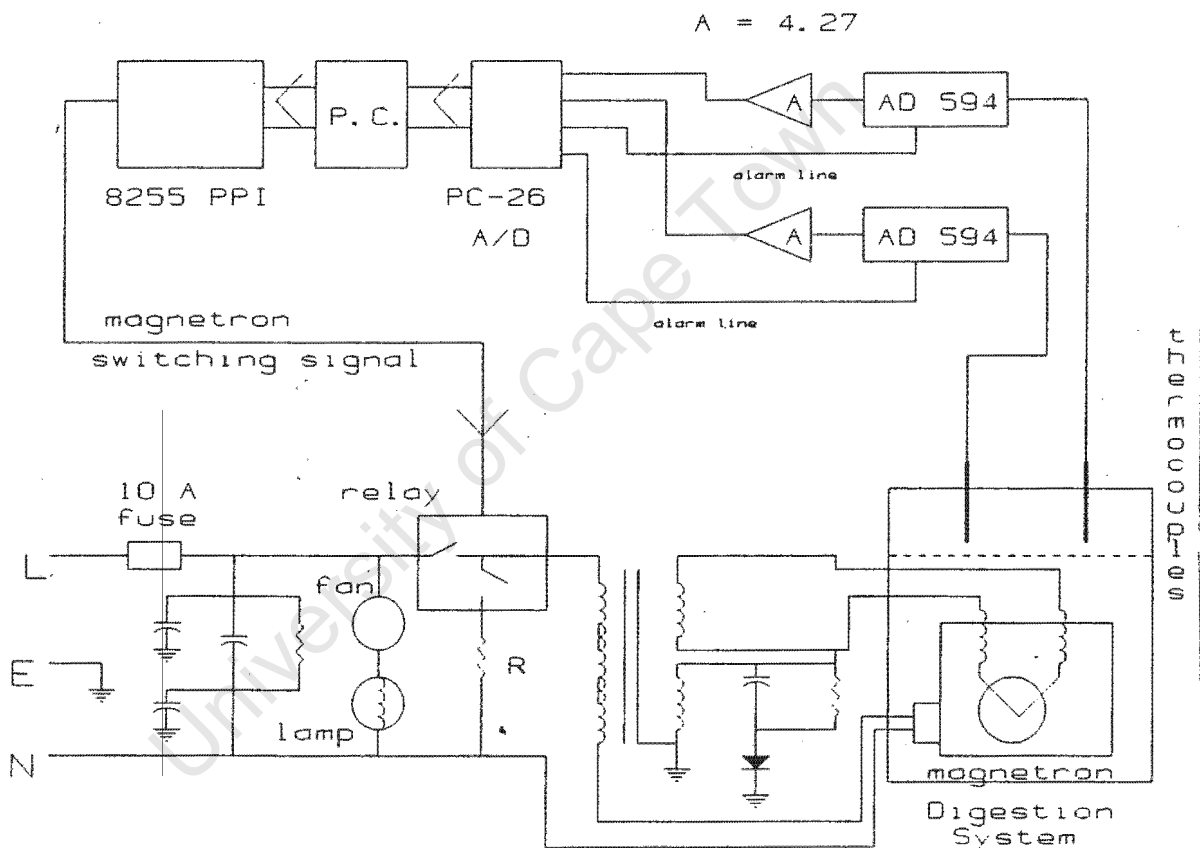 A = 4.27
8255 PPI
P. C.
PC-26
A/D
A
AD 594
alarm line
A
AD 594
alarm line
magnetron
switching signal
thermocouples
10 A
fuse
relay
L
fan
E
R
lamp
N
magnetron
Digestion
System
University of Cape Town